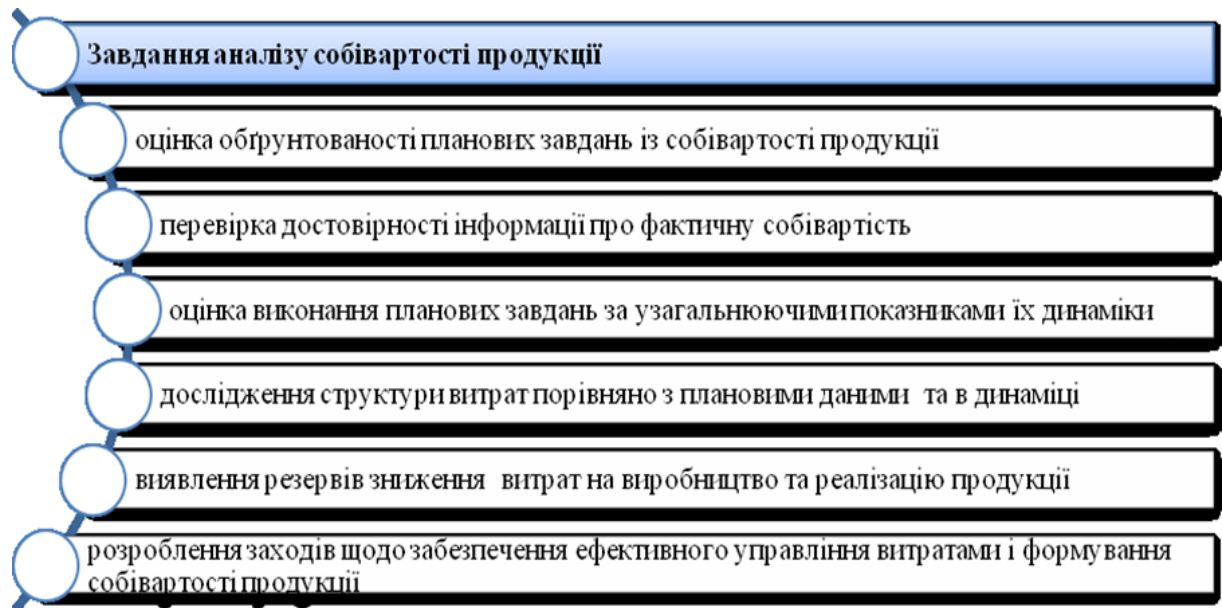 Завдання аналізу собівартості продукції
оцінка обґрунтованості планових завдань із собівартості продукції
перевірка достовірності інформації про фактичну собівартість
оцінка виконання планових завдань за узагальнюючими показниками їх динаміки
дослідження структури витрат порівняно з плановими даними та в динаміці
виявлення резервів зниження витрат на виробництво та реалізацію продукції
розроблення заходів щодо забезпечення ефективного управління витратами і формування
собівартості продукції